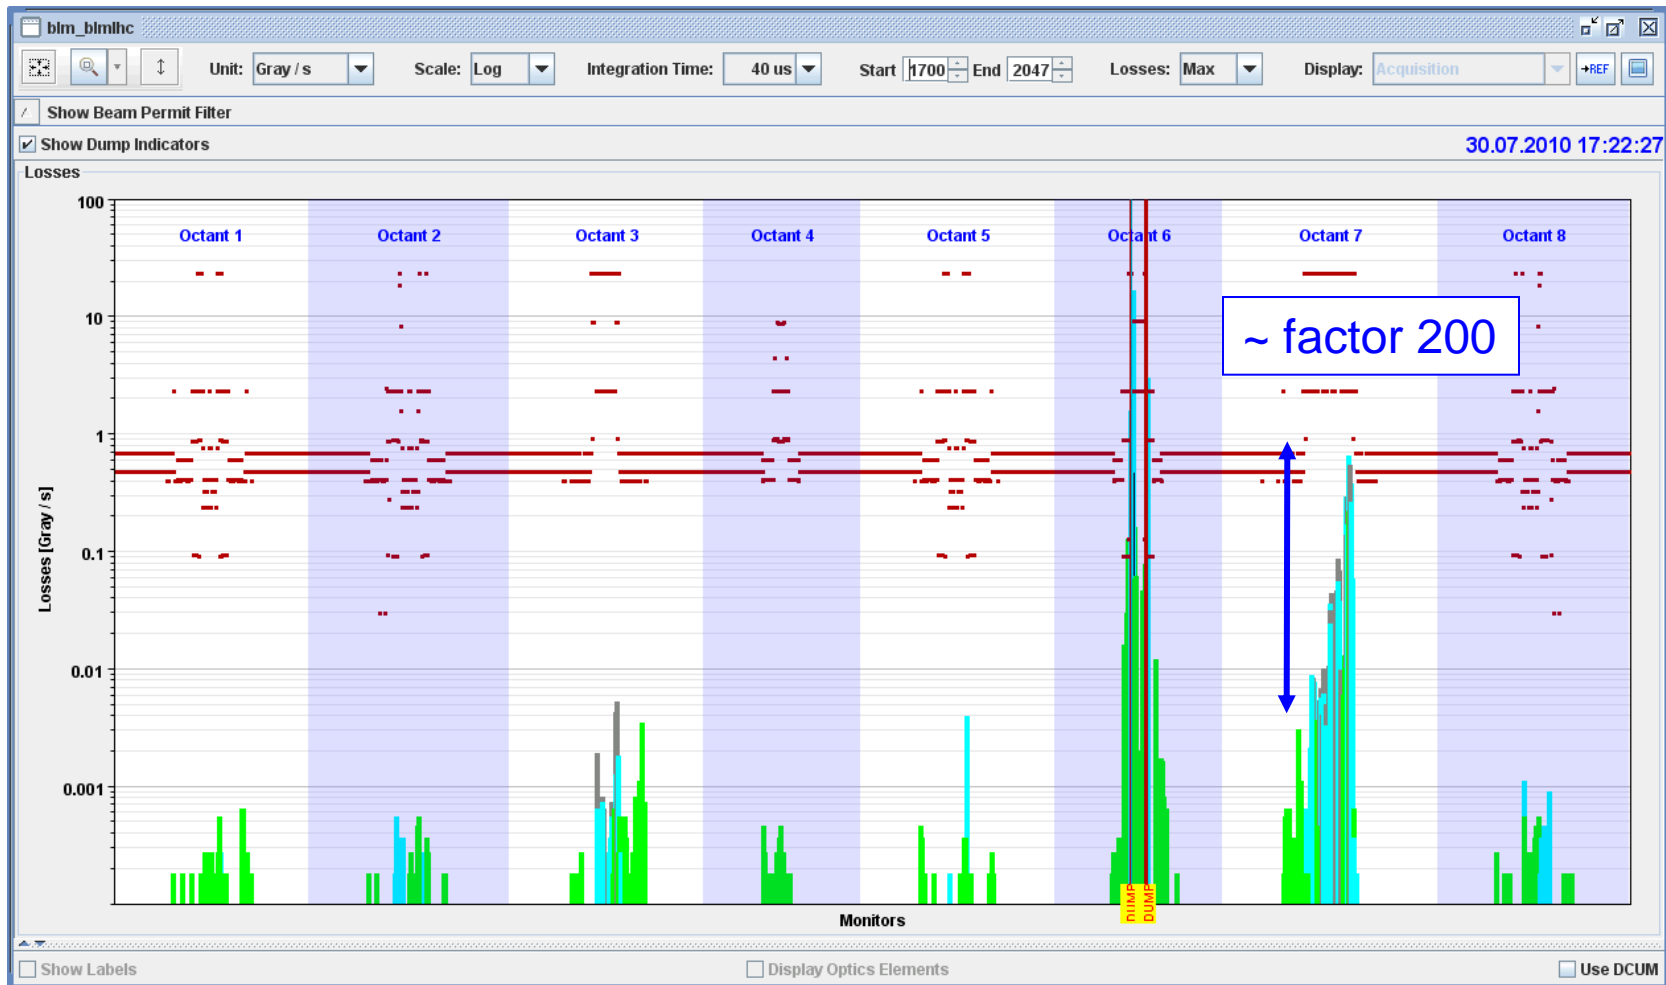 blm_blmlhc
Unit: Gray / s Scale: Log Integration Time: 40 us Start 1700 End 2047 Losses: Max Display: Acquisition →REF
Show Beam Permit Filter
Show Dump Indicators 30.07.2010 17:22:27
Losses
100
Octant 1 Octant 2 Octant 3 Octant 4 Octant 5 Octant 6 Octant 7 Octant 8
10
~ factor 200
1
Losses [Gray / s]
0.1
0.01
0.001
DUMP DUMP
Monitors
Show Labels Display Optics Elements Use DCUM